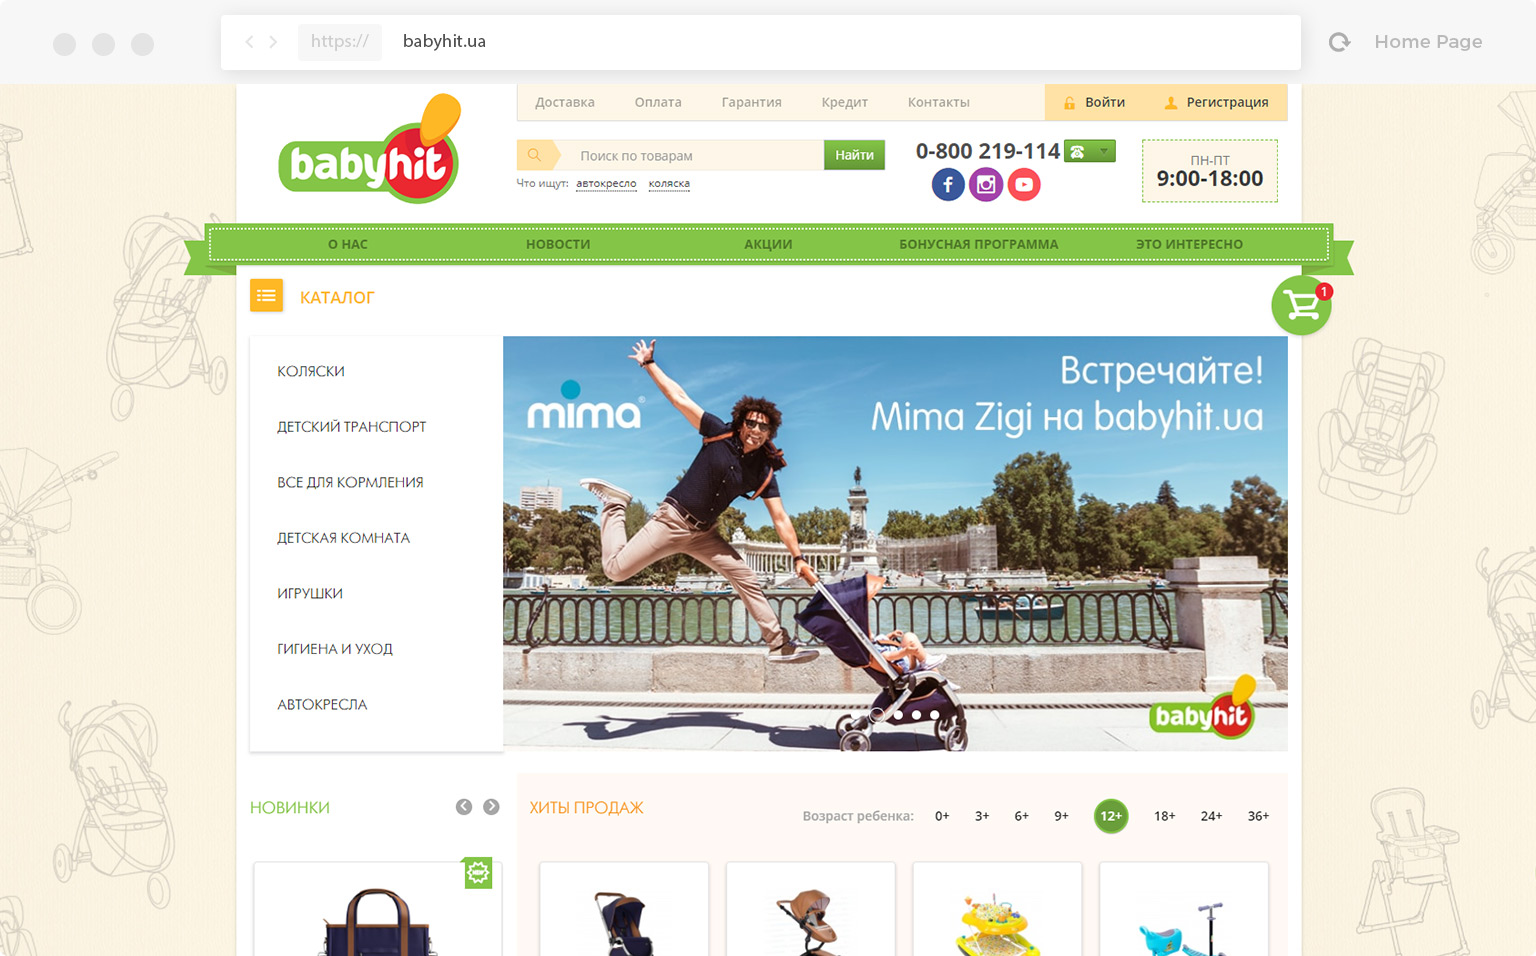 https://
babyhit.ua
Home Page
Доставка
Оплата
Гарантия
Кредит
Контакты
Войти
Регистрация
babyhit
Поиск по товарам
Найти
Что ищут: автокресло коляска
0-800 219-114
ПН-ПТ
9:00-18:00
О НАС
НОВОСТИ
АКЦИИ
БОНУСНАЯ ПРОГРАММА
ЭТО ИНТЕРЕСНО
КАТАЛОГ
1
КОЛЯСКИ
ДЕТСКИЙ ТРАНСПОРТ
ВСЕ ДЛЯ КОРМЛЕНИЯ
ДЕТСКАЯ КОМНАТА
ИГРУШКИ
ГИГИЕНА И УХОД
АВТОКРЕСЛА
mima®
Встречайте!
Mima Zigi на babyhit.ua
babyhit
НОВИНКИ
ХИТЫ ПРОДАЖ
Возраст ребенка: 0+ 3+ 6+ 9+ 12+ 18+ 24+ 36+